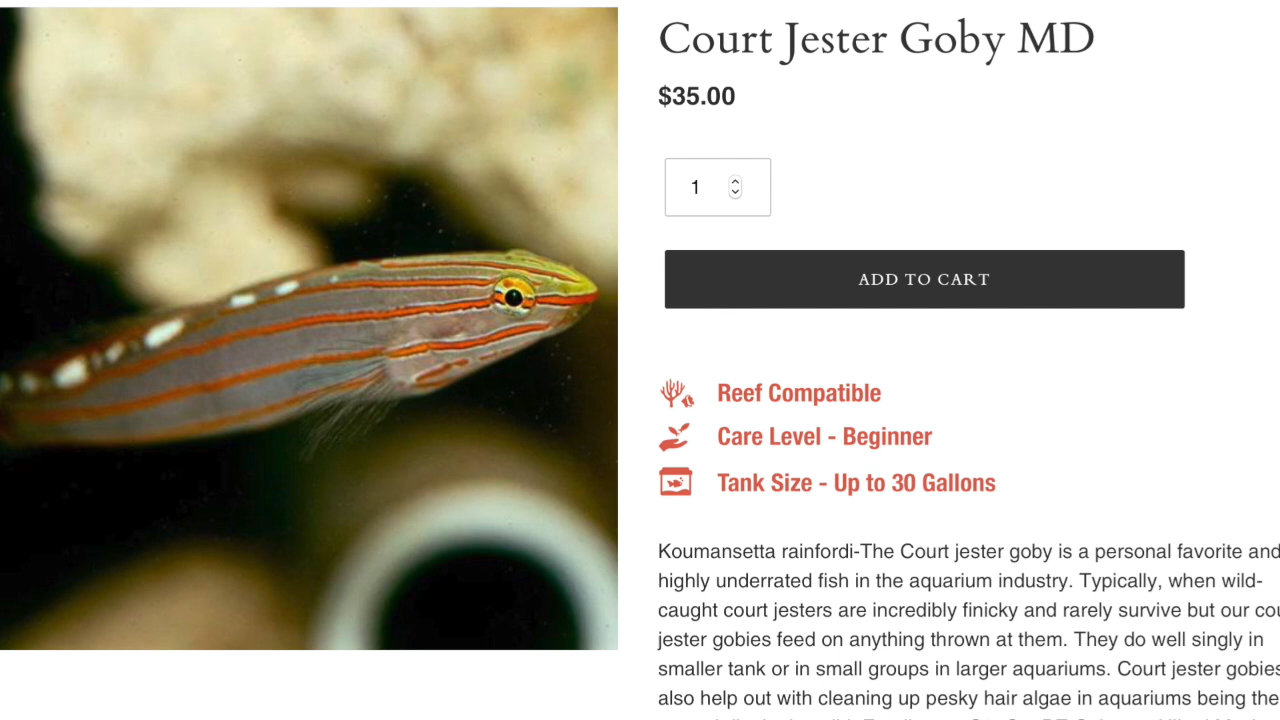 Court Jester Goby MD
$35.00
1
ADD TO CART
Reef Compatible
Care Level - Beginner
Tank Size - Up to 30 Gallons
Koumansetta rainfordi-The Court jester goby is a personal favorite and
highly underrated fish in the aquarium industry. Typically, when wild-
caught court jesters are incredibly finicky and rarely survive but our
jester gobies feed on anything thrown at them. They do well singly in
smaller tank or in small groups in larger aquariums. Court jester gobies
also help out with cleaning up pesky hair algae in aquariums being the